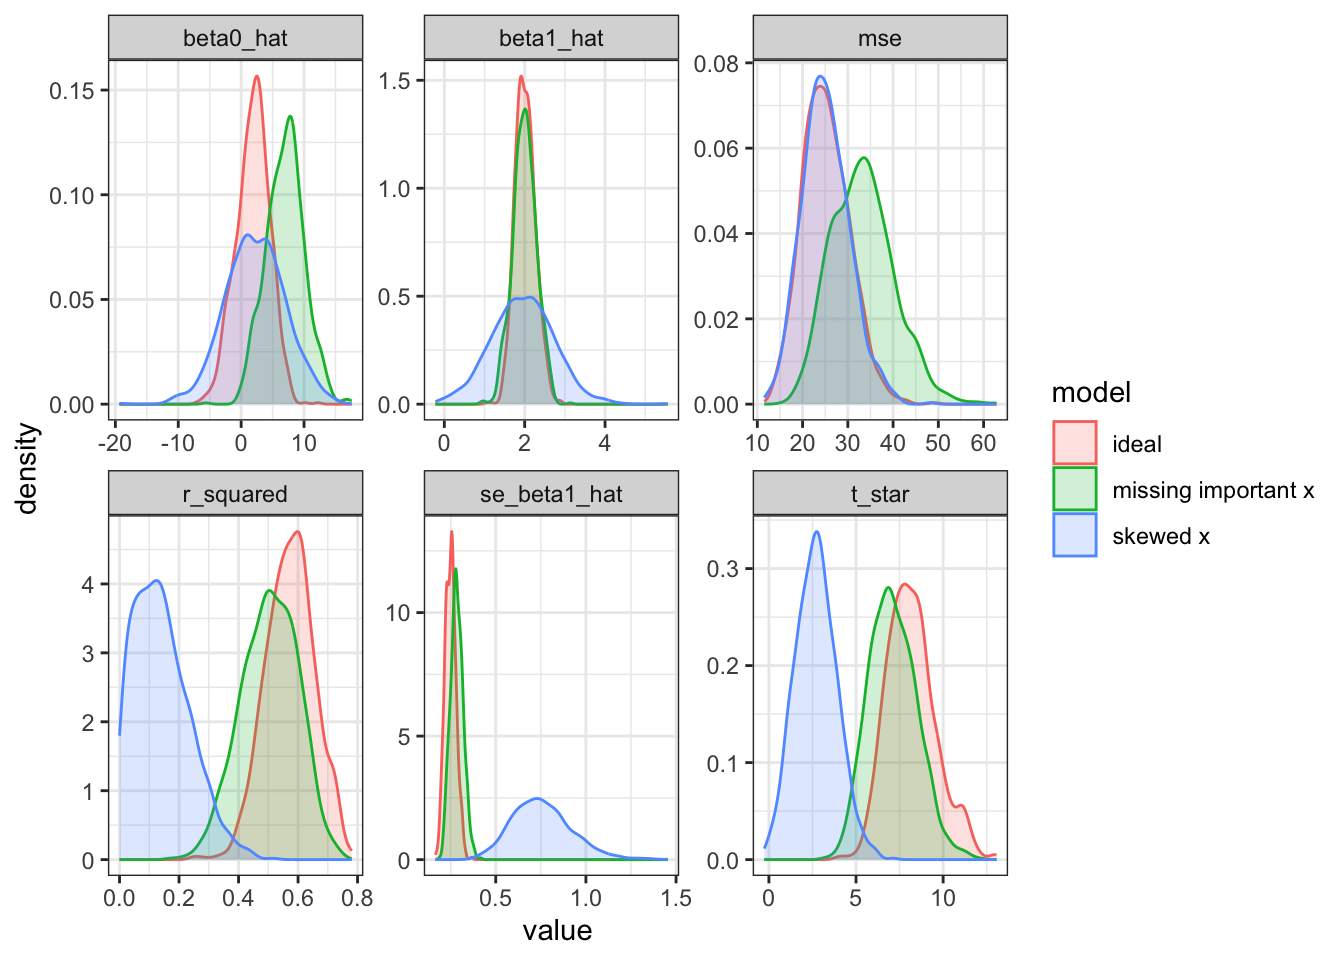 beta0_hat beta1_hat mse
0.15
0.10
0.05
0.00
-20 -10 0 10
1.5
1.0
0.5
0.0
0 2 4
0.08
0.06
0.04
0.02
0.00
10 20 30 40 50 60
r_squared se_beta1_hat t_star
4
3
2
1
0
0.0 0.2 0.4 0.6 0.8
10
5
0
0.5 1.0 1.5
0.3
0.2
0.1
0.0
0 5 10
density
value
model
ideal
missing important x
skewed x